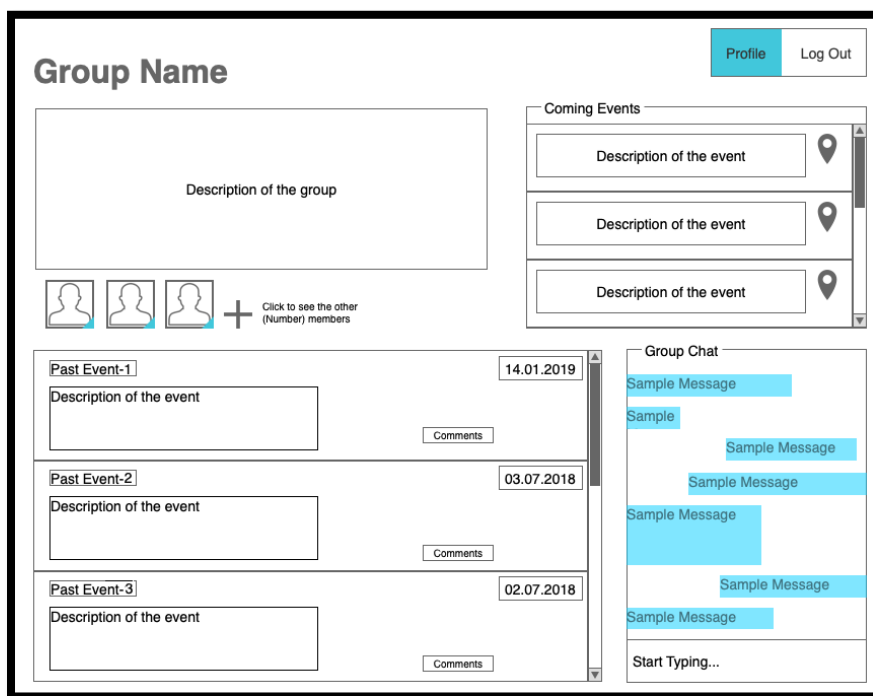 Group Name
Profile
Log Out
Description of the group
Click to see the other
(Number) members
Coming Events
Description of the event
Description of the event
Description of the event
Past Event-1
14.01.2019
Description of the event
Comments
Past Event-2
03.07.2018
Description of the event
Comments
Past Event-3
02.07.2018
Description of the event
Comments
Group Chat
Sample Message
Sample
Sample Message
Sample Message
Sample Message
Sample Message
Sample Message
Start Typing...